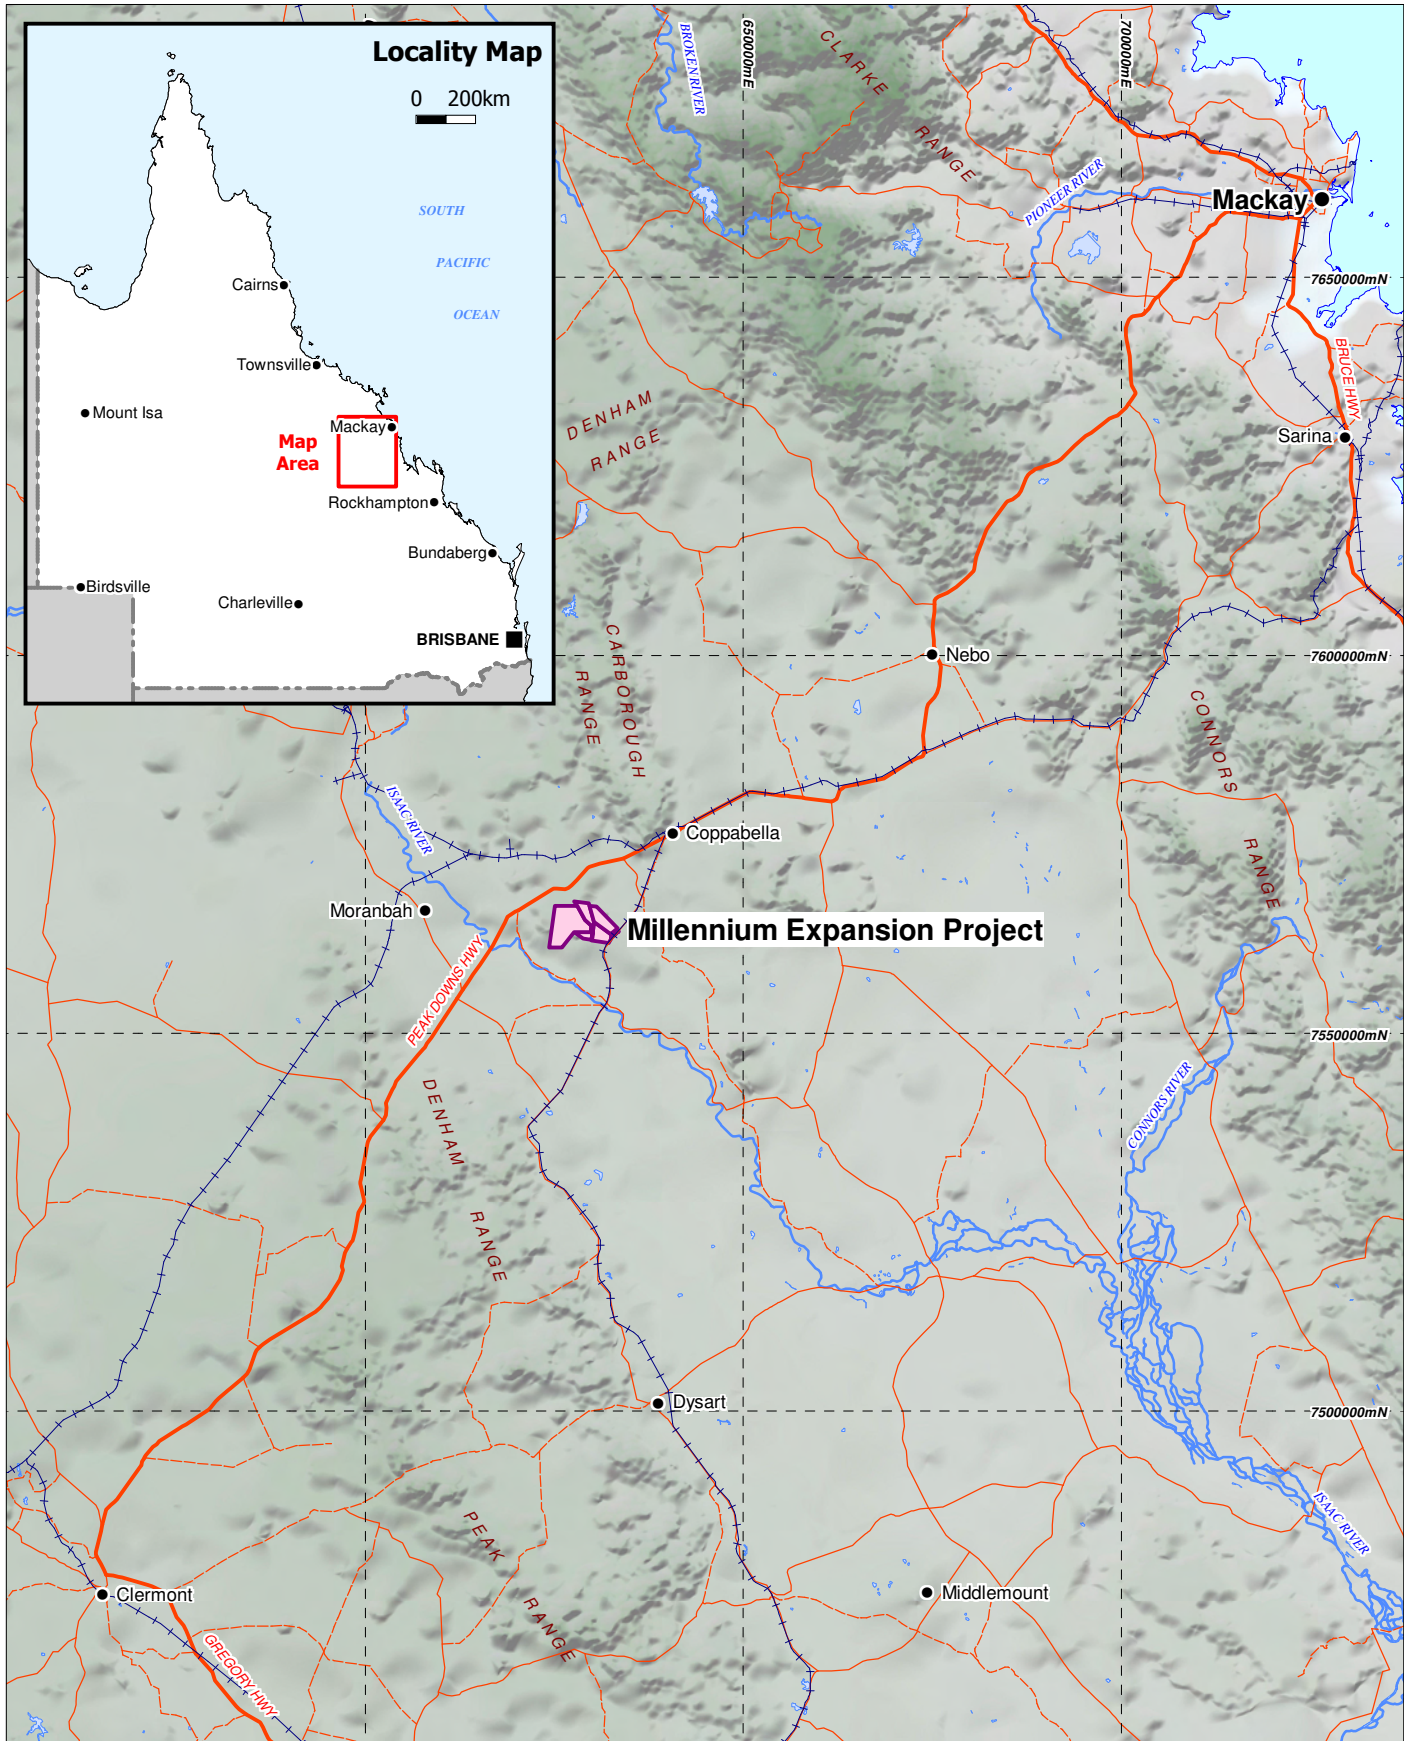 Locality Map
0 200km
SOUTH
PACIFIC
OCEAN
Cairns
Townsville
Mount Isa
Mackay
Map
Area
Rockhampton
Bundaberg
Birdsville
Charleville
BRISBANE
BROKEN RIVER
650000mE
CLARKE
RANGE
700000mE
PIONEER RIVER
Mackay
7650000mN
BRUCE HWY
DENHAM
RANGE
Sarina
CARBOROUGH
RANGE
Nebo
7600000mN
CONNORS
RANGE
ISAAC RIVER
Coppabella
Moranbah
Millennium Expansion Project
PEAK DOWNS HWY
7550000mN
CONNORS RIVER
DENHAM
RANGE
Dysart
7500000mN
PEAK
RANGE
ISAAC RIVER
Clermont
Middlemount
GREGORY HWY